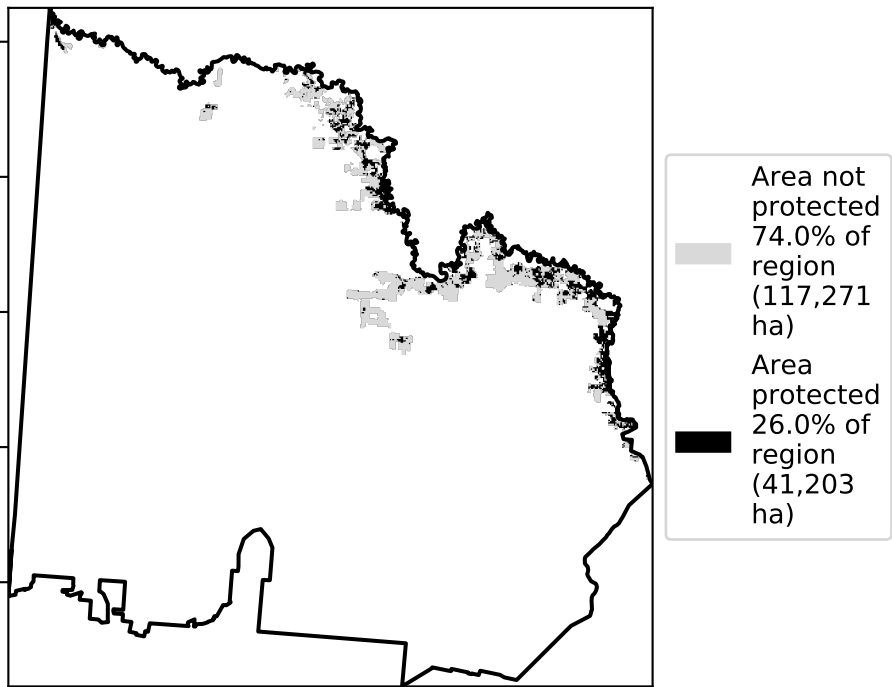 Area not
protected
74.0% of
region
(117,271
ha)
Area
protected
26.0% of
region
(41,203
ha)